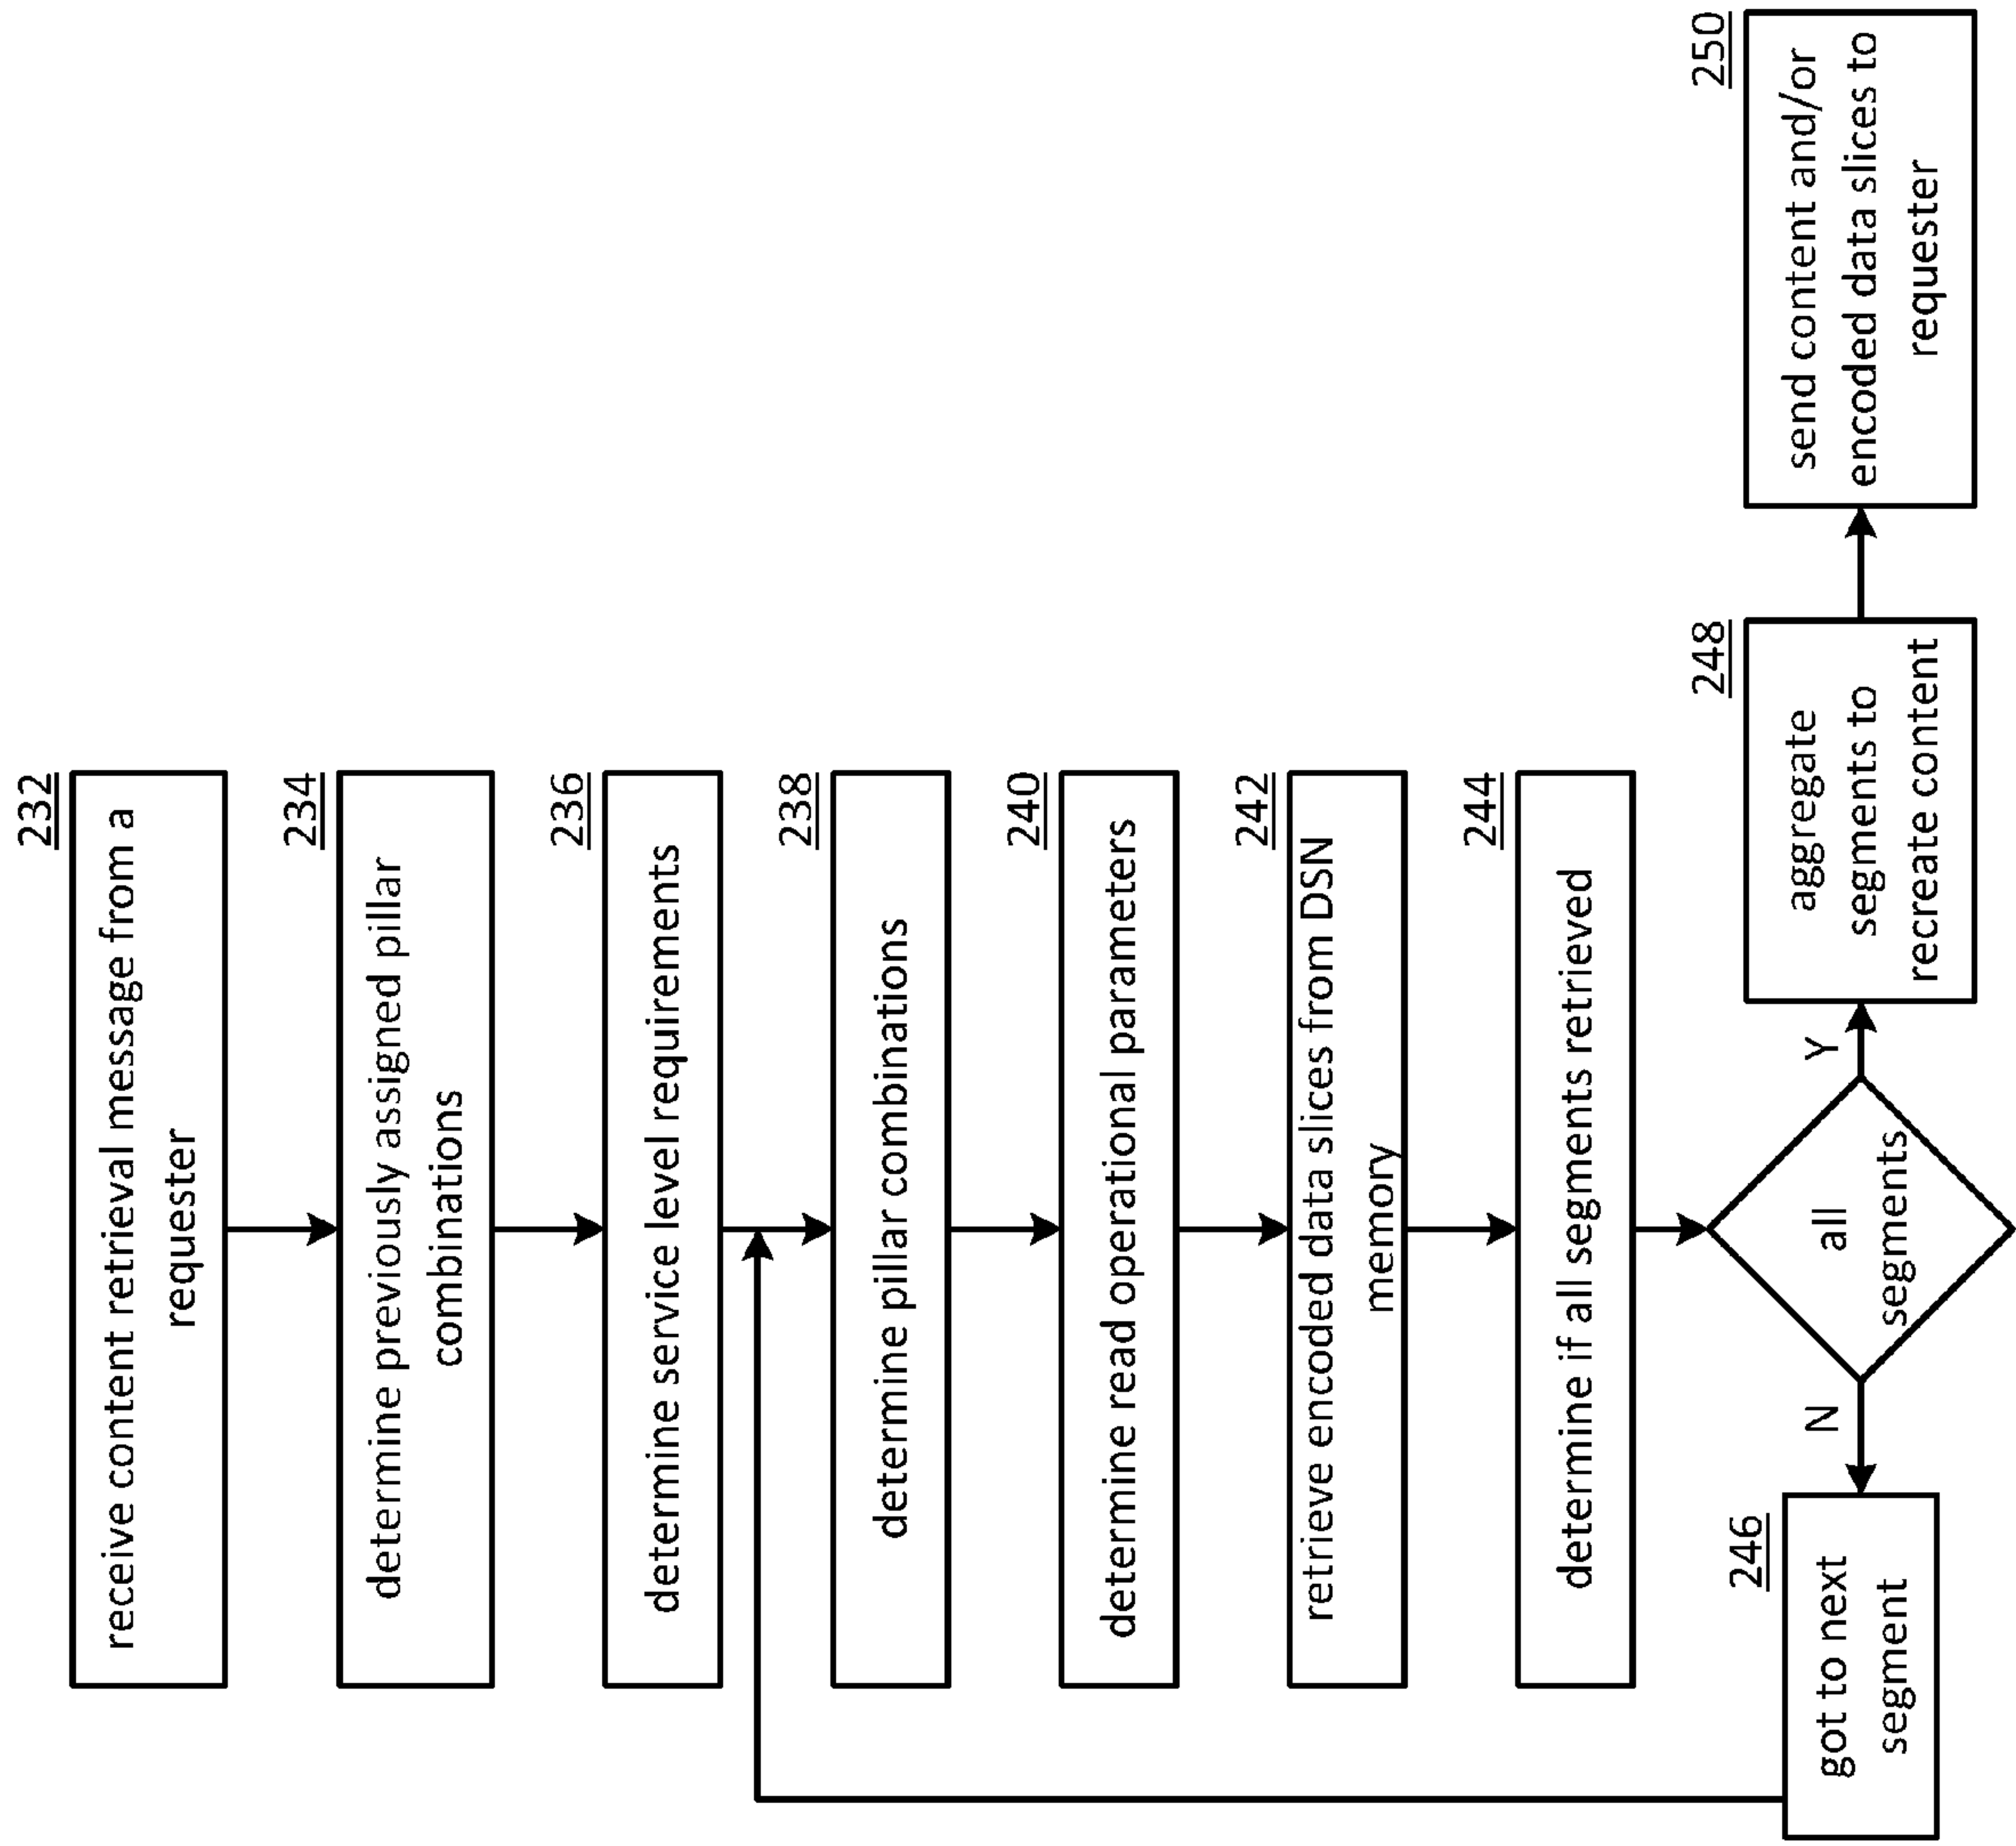 232
receive content retrieval message from a
requester
234
determine previously assigned pillar
combinations
236
determine service level requirements
238
determine pillar combinations
240
determine read operational parameters
242
retrieve encoded data slices from DSN
memory
244
determine if all segments retrieved
all
segments
N
Y
246
got to next
segment
248
aggregate
segments to
recreate content
250
send content and/or
encoded data slices to
requester